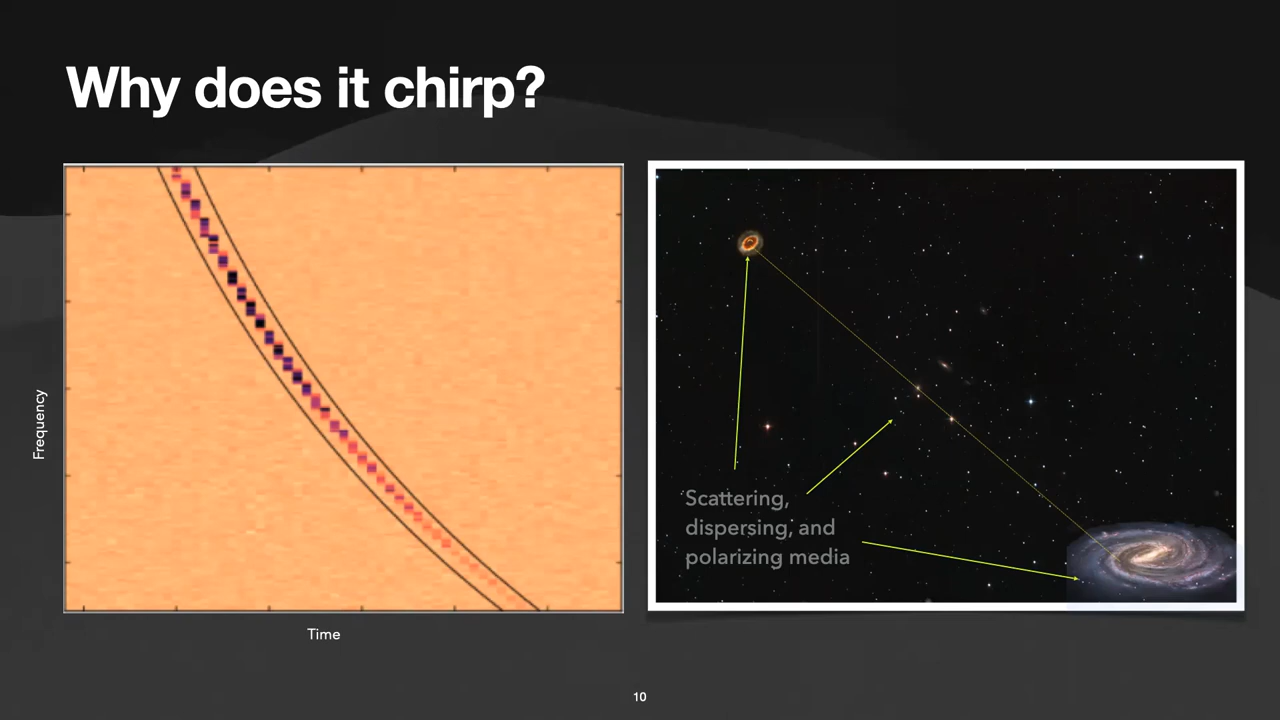 Why does it chirp?
Frequency
Time
Scattering,
dispersing, and
polarizing media
10